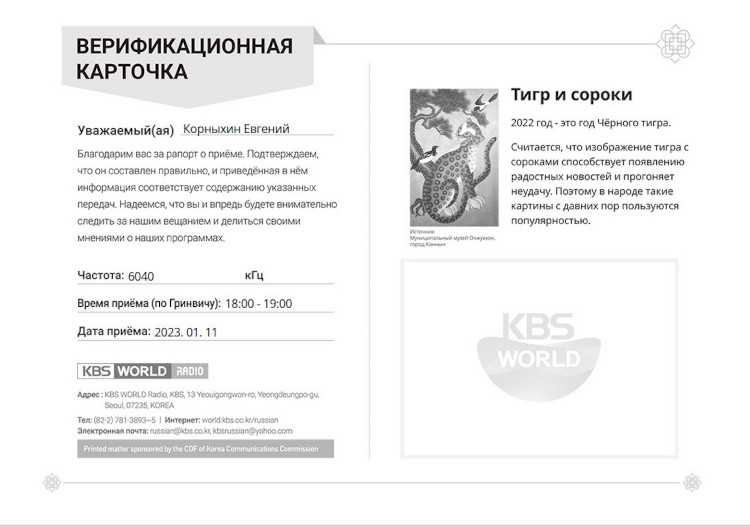 ВЕРИФИКАЦИОННАЯ
КАРТОЧКА
Уважаемый(ая) Корныхин Евгений
Благодарим вас за рапорт о приёме. Подтверждаем,
что он составлен правильно, и приведённая в нём
информация соответствует содержанию указанных
передач. Надеемся, что вы и впредь будете внимательно
следить за нашим вещанием и делиться своими
мнениями о наших программах.
Частота: 6040 кГц
Время приёма (по Гринвичу): 18:00 - 19:00
Дата приёма: 2023. 01. 11
KBS WORLD RADIO
Адрес : KBS WORLD Radio, KBS, 13 Yeouigongwon-ro, Yeongdeungpo-gu,
Seoul, 07235, KOREA
Тел: (82-2) 781-3893~5 | Интернет: world.kbs.co.kr/russian
Электронная почта: russian@kbs.co.kr, kbsrussian@yahoo.com
Printed matter sponsored by the CDF of Korea Communications Commission
Тигр и сороки
2022 год - это год Чёрного тигра.
Считается, что изображение тигра с
сороками способствует появлению
радостных новостей и прогоняет
неудачу. Поэтому в народе такие
картины с давних пор пользуются
популярностью.
Источник:
Муниципальный музей Онжуквон,
город Каннын
KBS
WORLD